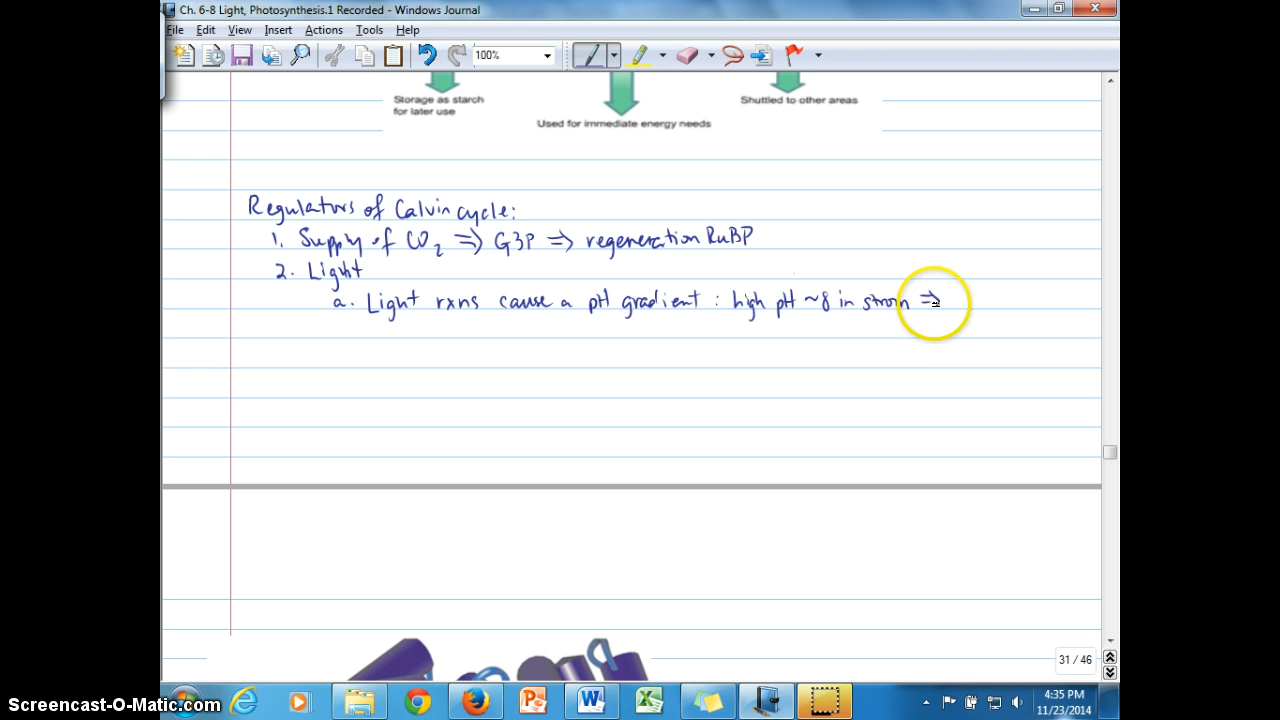 Ch. 6-8 Light, Photosynthesis.1 Recorded - Windows Journal
File Edit View Insert Actions Tools Help
100%
Storage as starch
for later use
Used for immediate energy needs
Shuttled to other areas
Regulators of Calvin cycle:
1. Supply of CO2 ⇒ G3P ⇒ regeneration RuBP
2. Light
a. Light rxns cause a pH gradient : high pH ~8 in strom ⇒
31 / 46
4:35 PM
11/23/2014
Screencast-O-Matic.com